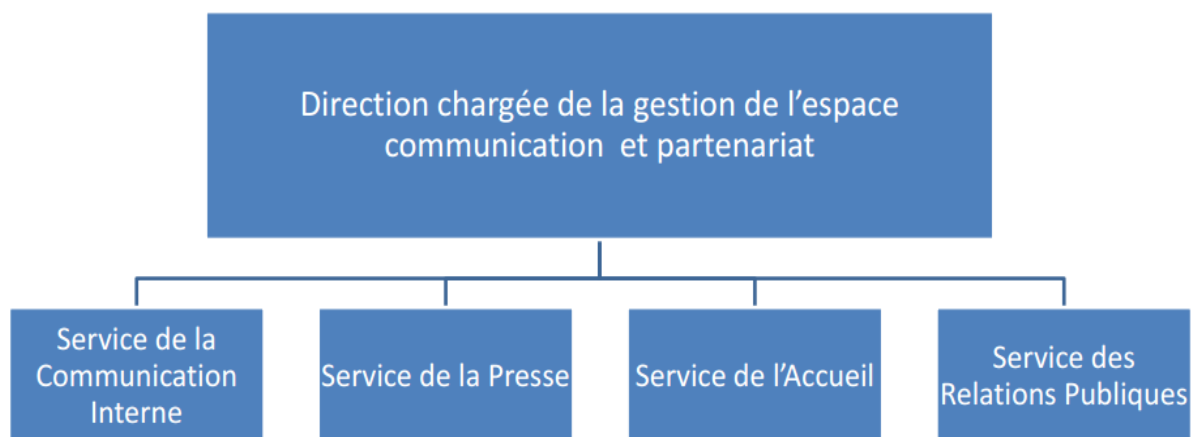 Direction chargée de la gestion de l’espace
communication et partenariat
Service de la
Communication
Interne
Service de la Presse
Service de l’Accueil
Service des
Relations Publiques